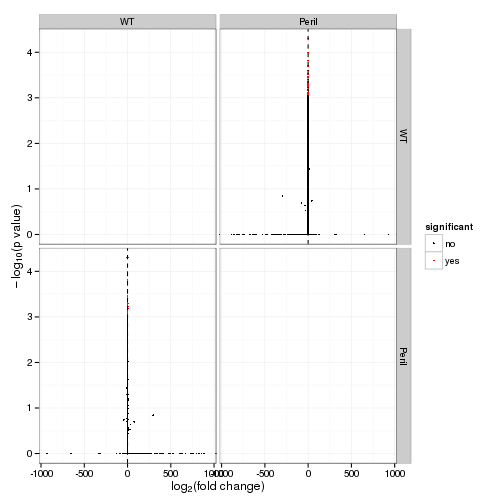 WT Peril
4
3
2
1
0
WT
4
3
2
1
0
Peril
-log10(p value)
significant
no
yes
-1000 -500 0 500 1000 -1000 -500 0 500 1000
log2(fold change)